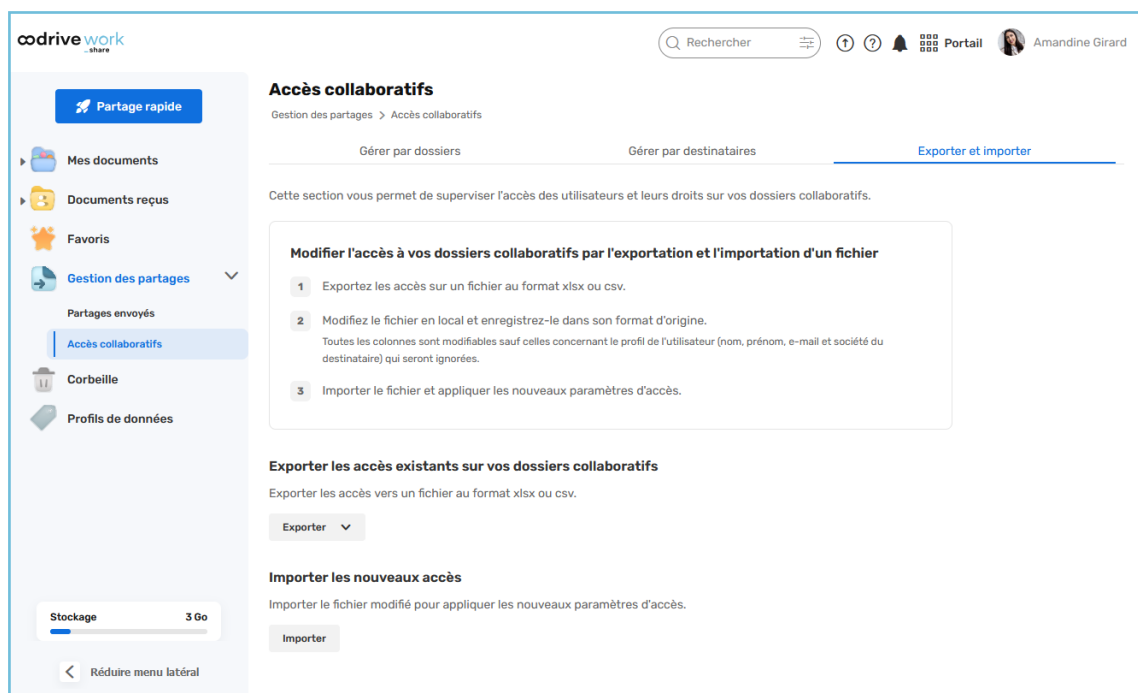 oodrive work
_share
Rechercher
Portail
Amandine Girard
Partage rapide
Mes documents
Documents reçus
Favoris
Gestion des partages
Partages envoyés
Accès collaboratifs
Corbeille
Profils de données
Stockage 3 Go
Réduire menu latéral
Accès collaboratifs
Gestion des partages > Accès collaboratifs
Gérer par dossiers
Gérer par destinataires
Exporter et importer
Cette section vous permet de superviser l'accès des utilisateurs et leurs droits sur vos dossiers collaboratifs.
Modifier l'accès à vos dossiers collaboratifs par l'exportation et l'importation d'un fichier
1 Exportez les accès sur un fichier au format xlsx ou csv.
2 Modifiez le fichier en local et enregistrez-le dans son format d'origine.
Toutes les colonnes sont modifiables sauf celles concernant le profil de l'utilisateur (nom, prénom, e-mail et société du
destinataire) qui seront ignorées.
3 Importer le fichier et appliquer les nouveaux paramètres d'accès.
Exporter les accès existants sur vos dossiers collaboratifs
Exporter les accès vers un fichier au format xlsx ou csv.
Exporter
Importer les nouveaux accès
Importer le fichier modifié pour appliquer les nouveaux paramètres d'accès.
Importer